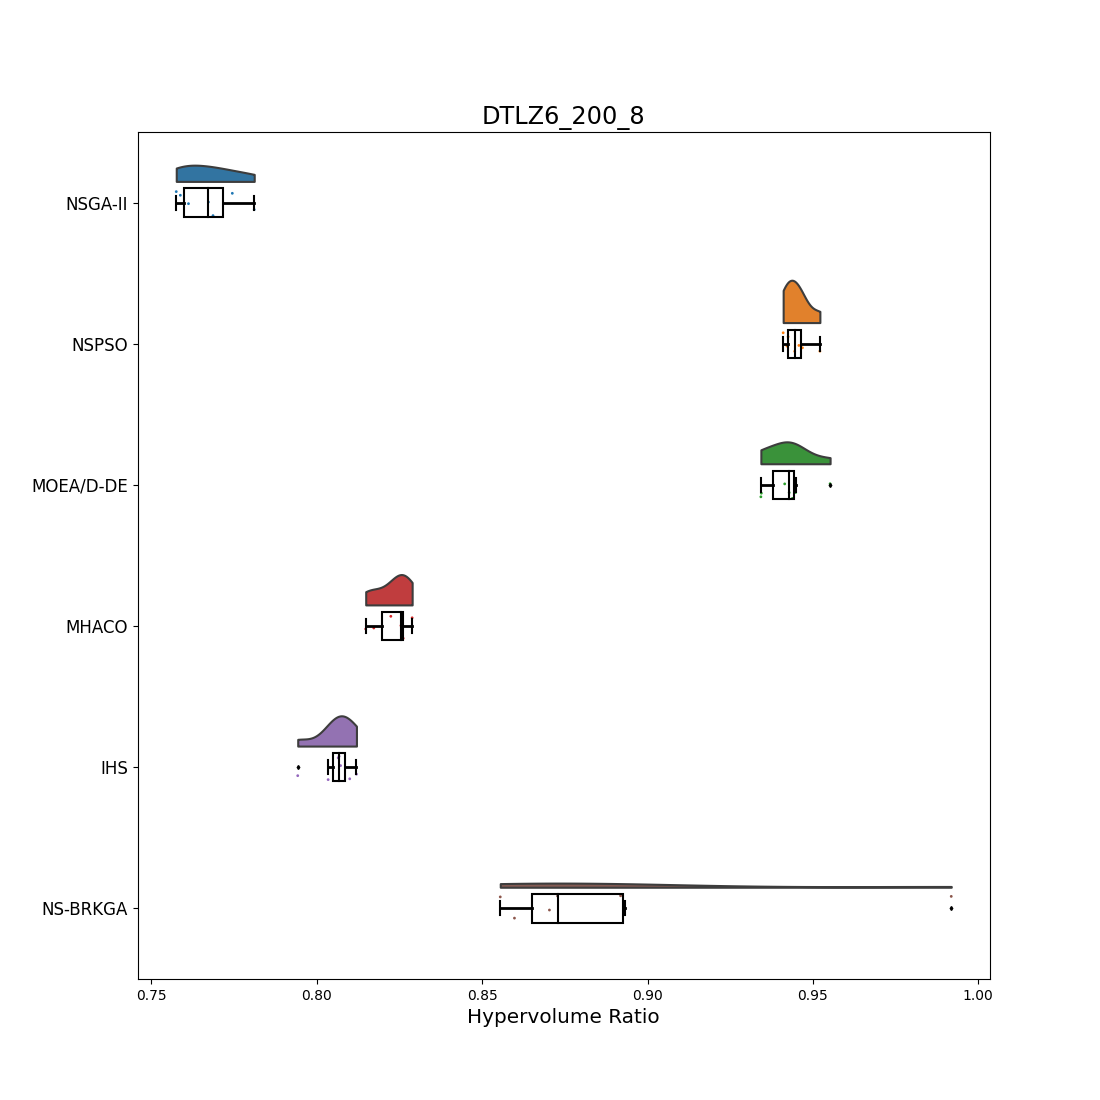 DTLZ6_200_8
NSGA-II
NSPSO
MOEA/D-DE
MHACO
IHS
NS-BRKGA
0.75 0.80 0.85 0.90 0.95 1.00
Hypervolume Ratio